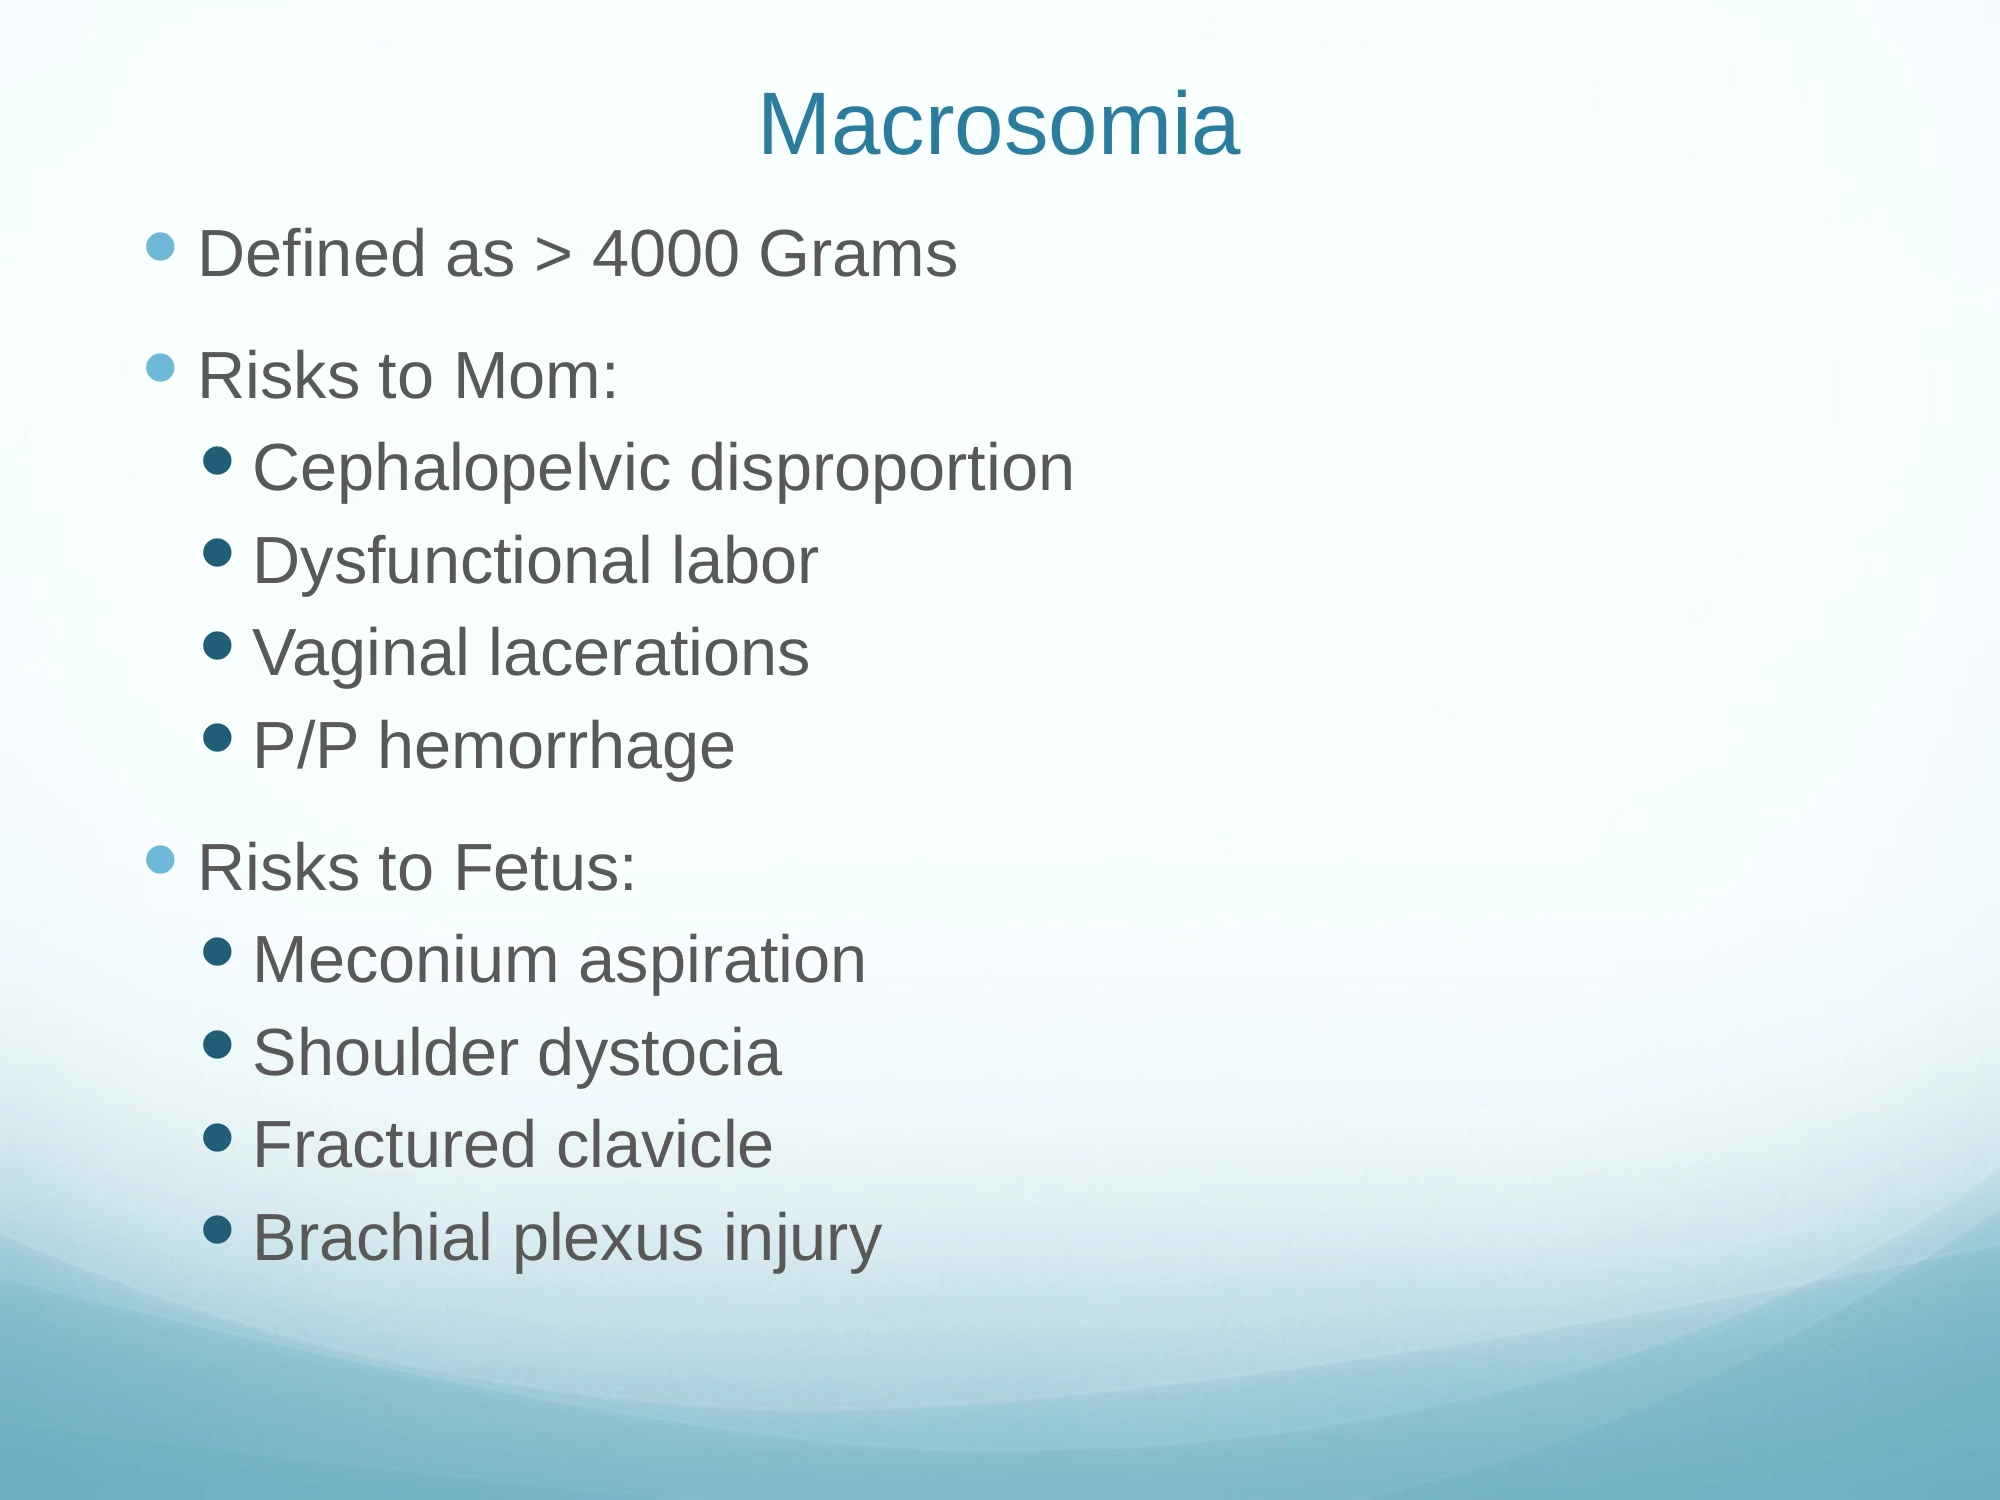 Macrosomia
Defined as > 4000 Grams
Risks to Mom:
Cephalopelvic disproportion
Dysfunctional labor
Vaginal lacerations
P/P hemorrhage
Risks to Fetus:
Meconium aspiration
Shoulder dystocia
Fractured clavicle
Brachial plexus injury